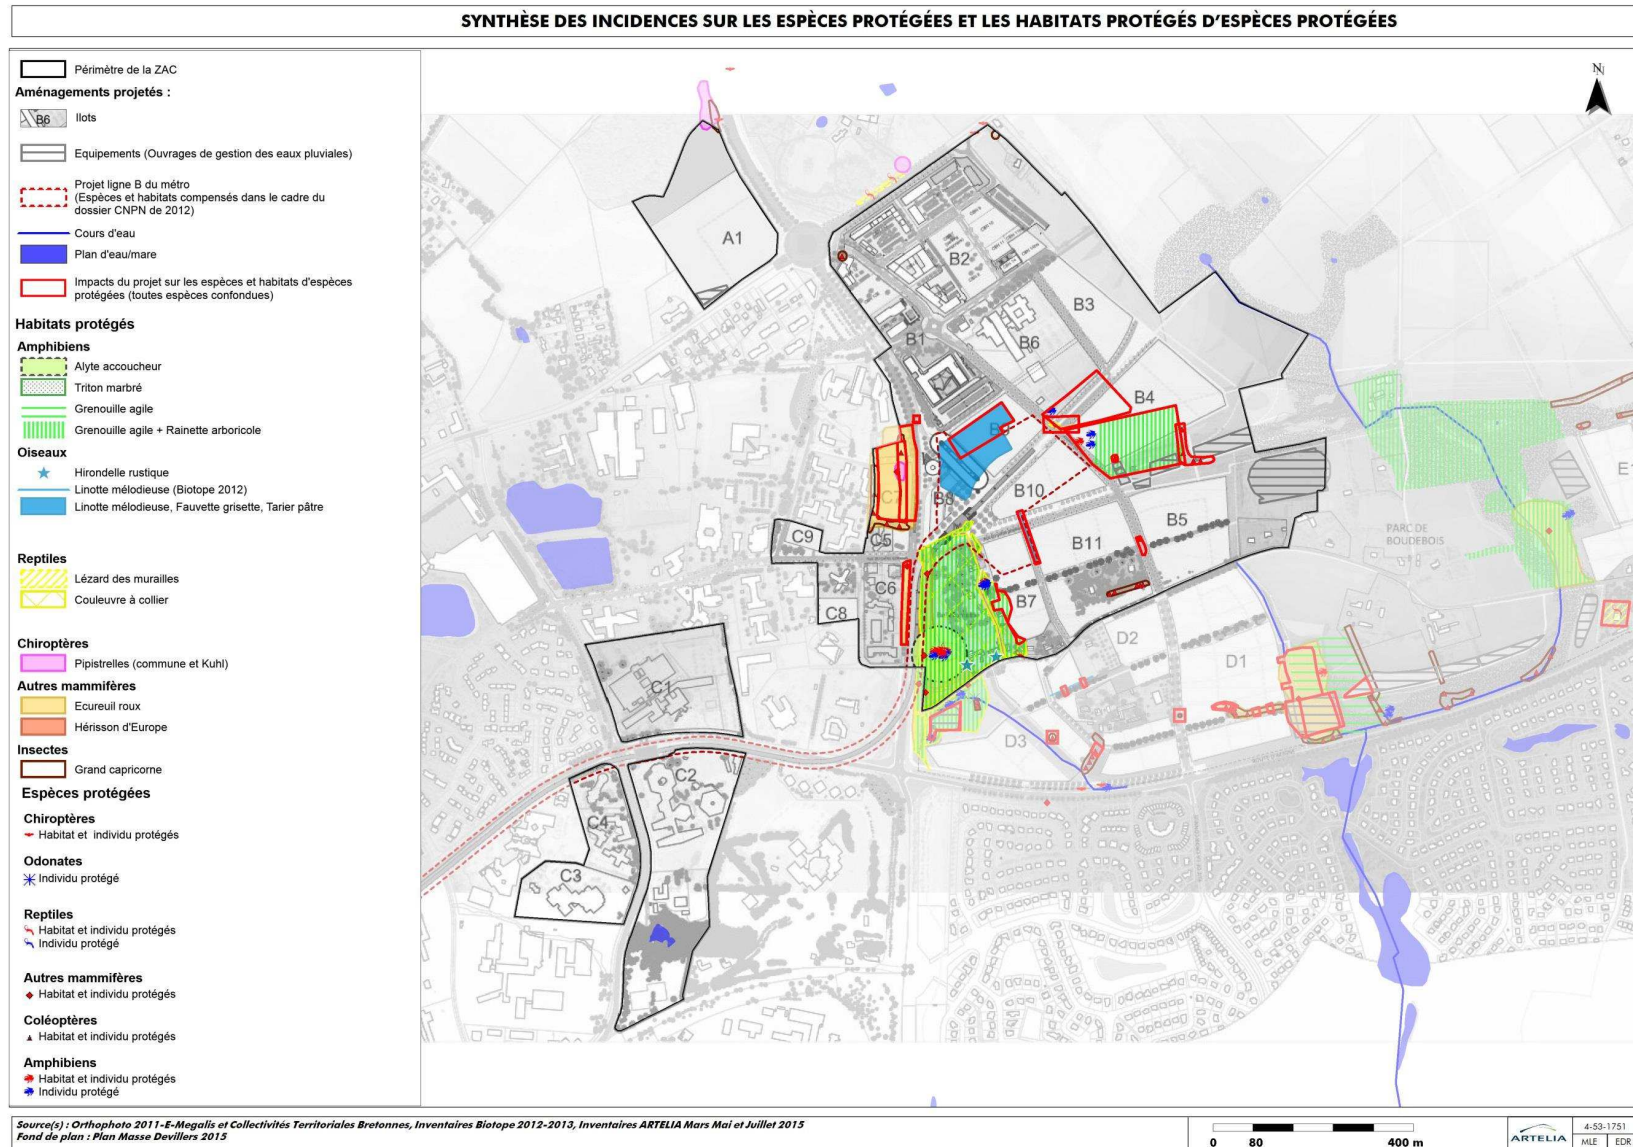 SYNTHÈSE DES INCIDENCES SUR LES ESPÈCES PROTÉGÉES ET LES HABITATS PROTÉGÉS D'ESPÈCES PROTÉGÉES
Périmètre de la ZAC
Aménagements projetés :
B6
Ilots
Equipements (Ouvrages de gestion des eaux pluviales)
Projet ligne B du métro
(Espèces et habitats compensés dans le cadre du
dossier CNPN de 2012)
Cours d'eau
Plan d'eau/mare
Impacts du projet sur les espèces et habitats d'espèces
protégées (toutes espèces confondues)
Habitats protégés
Amphibiens
Alyte accoucheur
Triton marbré
Grenouille agile
Grenouille agile + Rainette arboricole
Oiseaux
Hirondelle rustique
Linotte mélodieuse (Biotope 2012)
Linotte mélodieuse, Fauvette grisette, Tarier pâtre
Reptiles
Lézard des murailles
Couleuvre à collier
Chiroptères
Pipistrelles (commune et Kuhl)
Autres mammifères
Ecureuil roux
Hérisson d'Europe
Insectes
Grand capricorne
Espèces protégées
Chiroptères
Habitat et individu protégés
Odonates
Individu protégé
Reptiles
Habitat et individu protégés
Individu protégé
Autres mammifères
Habitat et individu protégés
Coléoptères
Habitat et individu protégés
Amphibiens
Habitat et individu protégés
Individu protégé
N
A1
B2
B3
B1
B6
B4
B10
B8
B5
B11
B7
C9
C5
C6
C8
C1
C2
C4
C3
D2
D1
D3
PARC DE
BOUDEBOIS
Source(s) : Orthophoto 2011-E-Megalis et Collectivités Territoriales Bretonnes, Inventaires Biotope 2012-2013, Inventaires ARTELIA Mars Mai et Juillet 2015
Fond de plan : Plan Masse Devillers 2015
0 80 400 m
ARTELIA
4-53-1751
MLE EDR